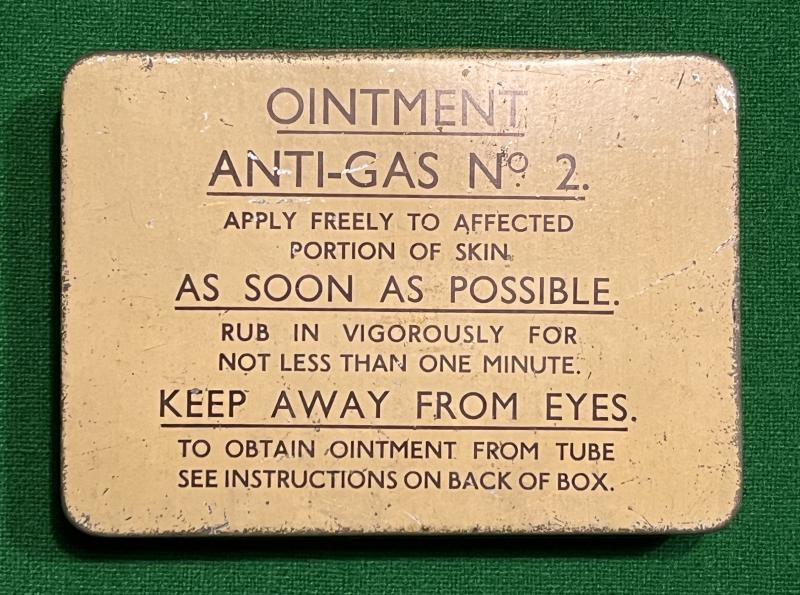 OINTMENT
ANTI-GAS Nº 2.
APPLY FREELY TO AFFECTED
PORTION OF SKIN
AS SOON AS POSSIBLE.
RUB IN VIGOROUSLY FOR
NOT LESS THAN ONE MINUTE.
KEEP AWAY FROM EYES.
TO OBTAIN OINTMENT FROM TUBE
SEE INSTRUCTIONS ON BACK OF BOX.